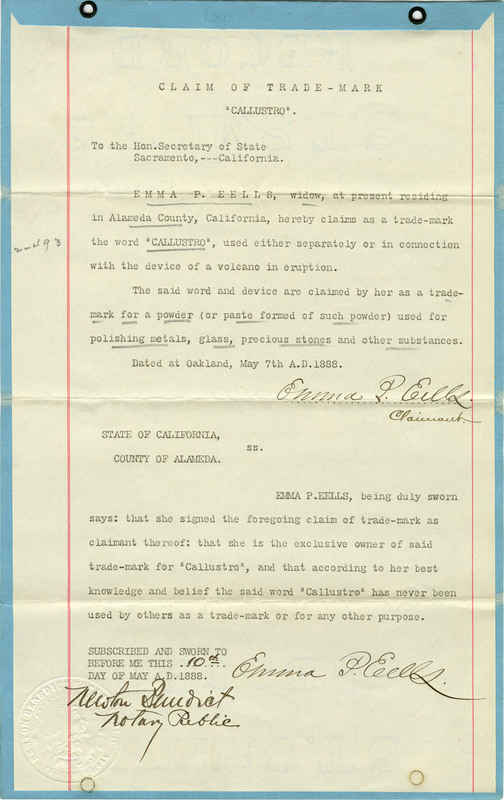 CLAIM OF TRADE-MARK
"CALLUSTRO".
To the Hon.Secretary of State
Sacramento,---California.
EMMA P. EELLS, widow, at present residing
in Alameda County, California, hereby claims as a trade-mark
the word "CALLUSTRO", used either separately or in connection
with the device of a volcano in eruption.
The said word and device are claimed by her as a trade-
mark for a powder (or paste formed of such powder) used for
polishing metals, glass, precious stones and other substances.
Dated at Oakland, May 7th A.D.1888.
Emma P. Eells
Claimant
STATE OF CALIFORNIA,
ss.
COUNTY OF ALAMEDA.
EMMA P.EELLS, being duly sworn
says: that she signed the foregoing claim of trade-mark as
claimant thereof: that she is the exclusive owner of said
trade-mark for "Callustro", and that according to her best
knowledge and belief the said word "Callustro" has never been
used by others as a trade-mark or for any other purpose.
SUBSCRIBED AND SWORN TO
BEFORE ME THIS .10th...
DAY OF MAY A.D.1888.
Emma P. Eells.
Newton Benedict
Notary Public